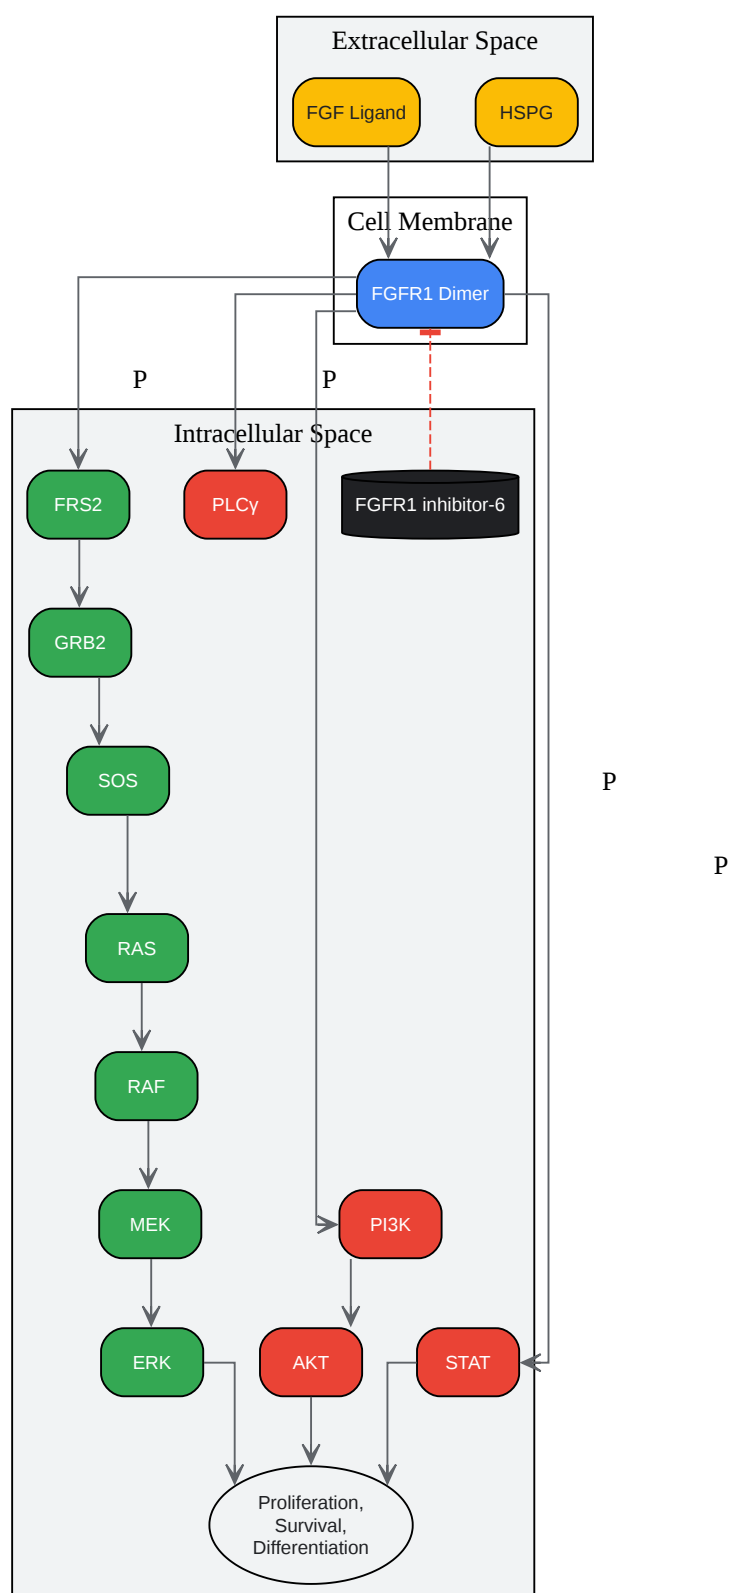 Extracellular Space
FGF Ligand
HSPG
Cell Membrane
FGFR1 Dimer
P
P
Intracellular Space
FRS2
PLCγ
FGFR1 inhibitor-6
GRB2
SOS
P
P
RAS
RAF
MEK
PI3K
ERK
AKT
STAT
Proliferation,
Survival,
Differentiation